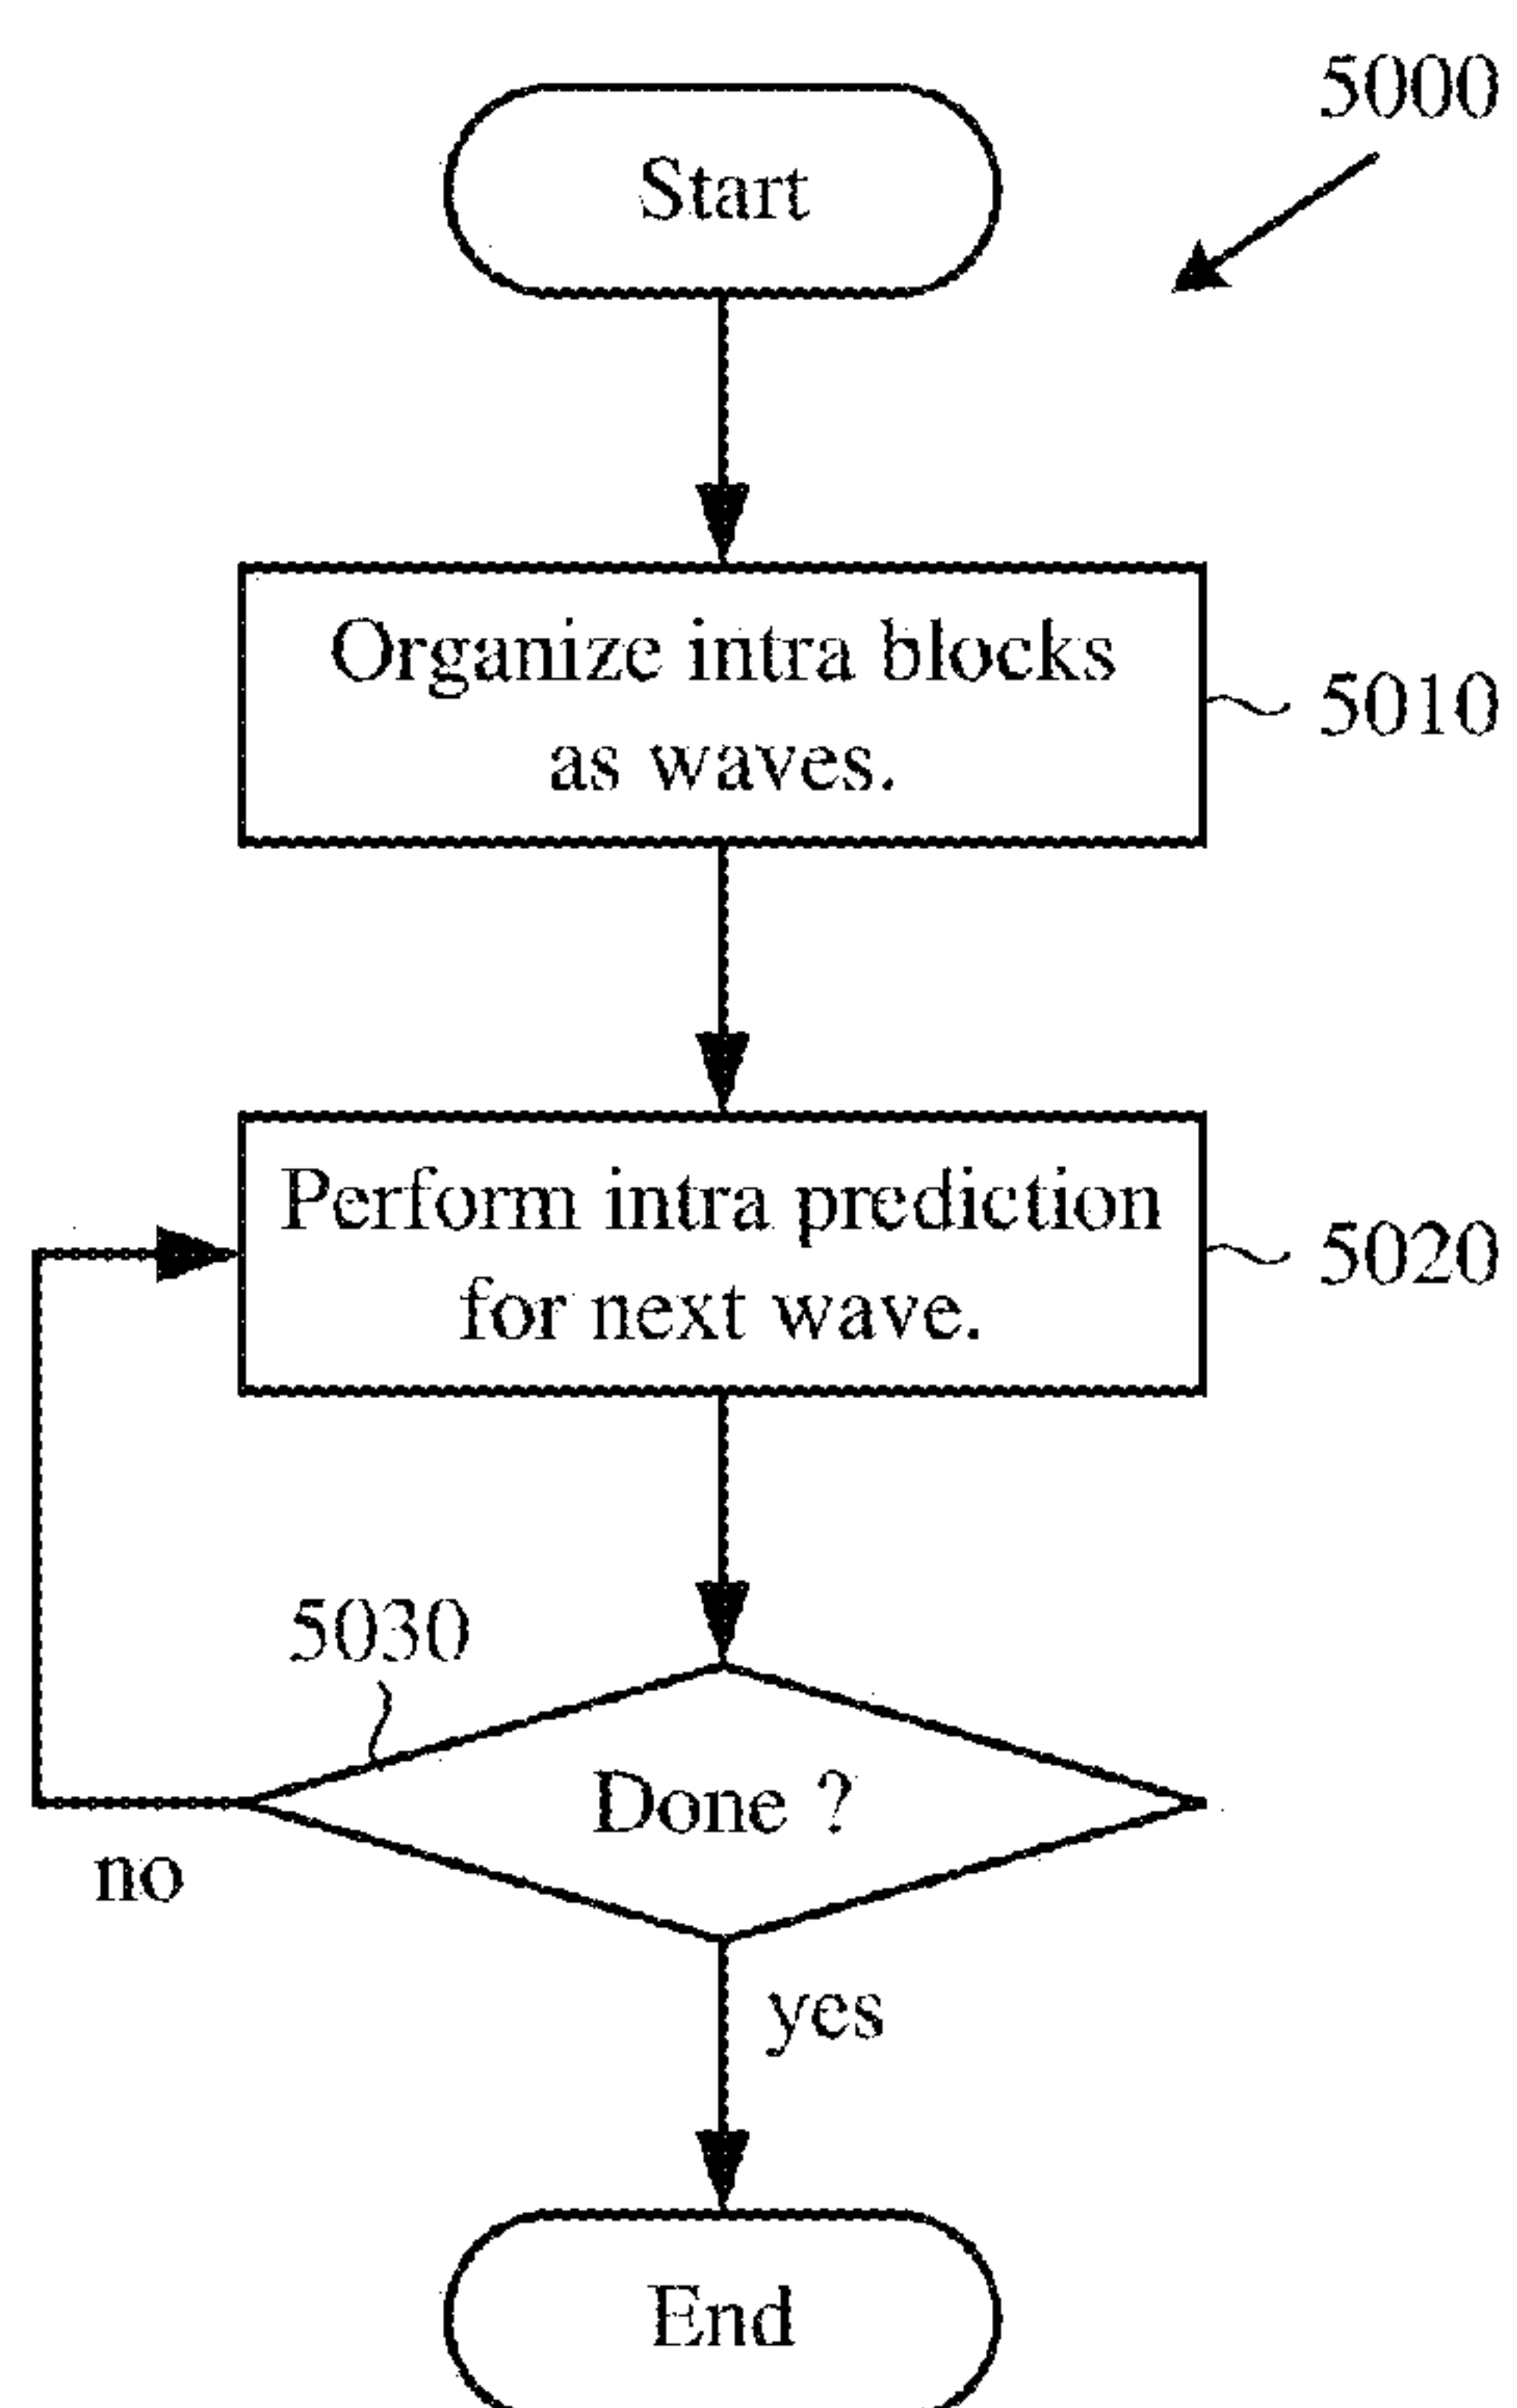 5000
Start
Organize intra blocks
as waves.
5010
Perform intra prediction
for next wave.
5020
5030
Done ?
no
yes
End